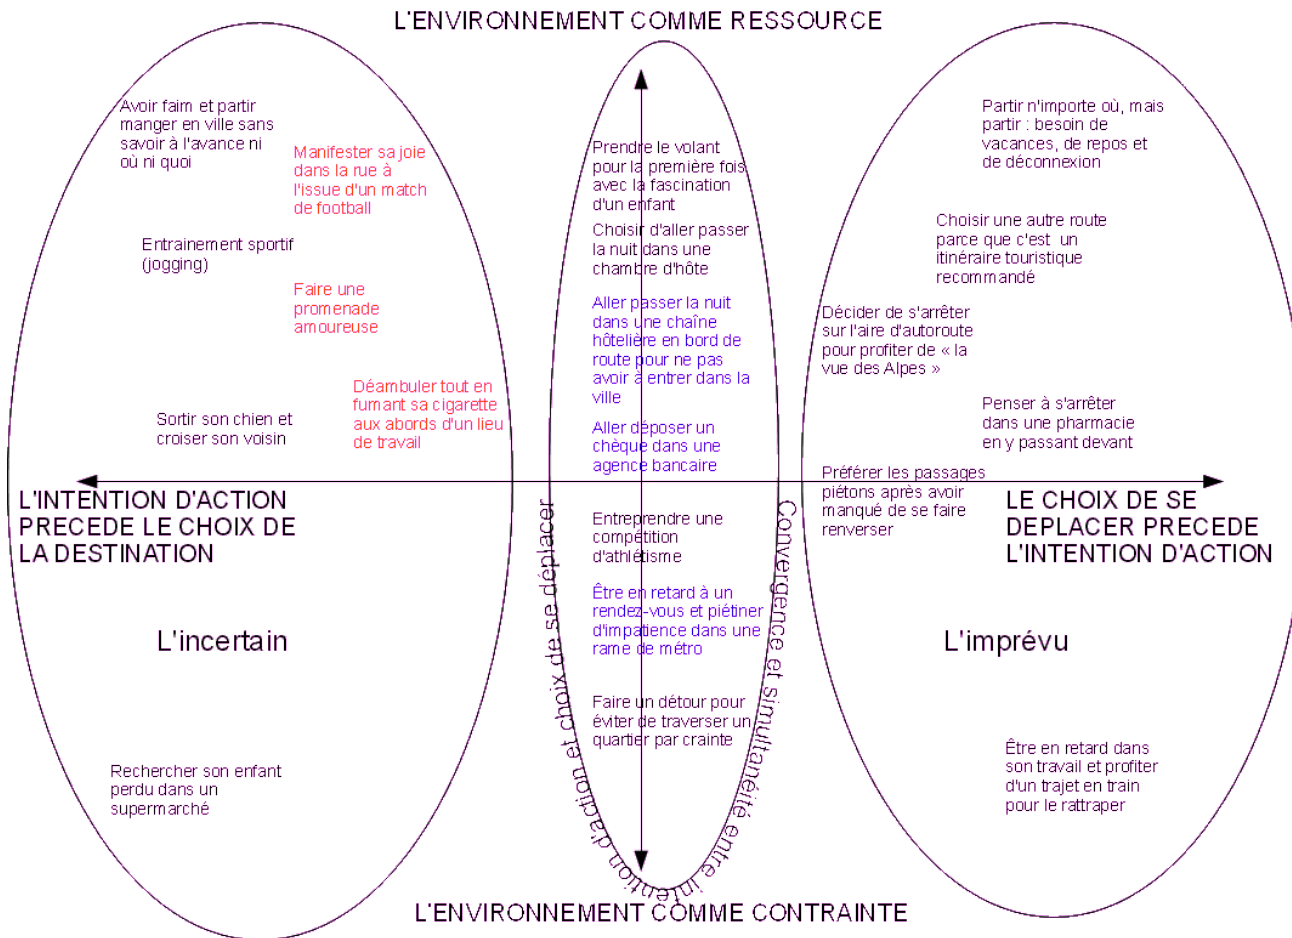 L'ENVIRONNEMENT COMME RESSOURCE
Avoir faim et partir
manger en ville sans
savoir à l'avance ni
où ni quoi
Manifester sa joie
dans la rue à
l'issue d'un match
de football
Entrainement sportif
(jogging)
Faire une
promenade
amoureuse
Déambuler tout en
fumant sa cigarette
aux abords d'un lieu
de travail
Sortir son chien et
croiser son voisin
L'INTENTION D'ACTION
PRECEDE LE CHOIX DE
LA DESTINATION
L'incertain
Rechercher son enfant
perdu dans un
supermarché
Prendre le volant
pour la première fois
avec la fascination
d'un enfant
Choisir d'aller passer
la nuit dans une
chambre d'hôte
Aller passer la nuit
dans une chaîne
hôtelière en bord de
route pour ne pas
avoir à entrer dans la
ville
Aller déposer un
chèque dans une
agence bancaire
Entreprendre une
compétition
d'athlétisme
Être en retard à un
rendez-vous et piétiner
d'impatience dans une
rame de métro
Faire un détour pour
éviter de traverser un
quartier par crainte
Convergence et simultanéité entre intention d'action et choix de se déplacer
Partir n'importe où, mais
partir : besoin de
vacances, de repos et
de déconnexion
Choisir une autre route
parce que c'est un
itinéraire touristique
recommandé
Décider de s'arrêter
sur l'aire d'autoroute
pour profiter de « la
vue des Alpes »
Penser à s'arrêter
dans une pharmacie
en y passant devant
Préférer les passages
piétons après avoir
manqué de se faire
renverser
LE CHOIX DE SE
DEPLACER PRECEDE
L'INTENTION D'ACTION
L'imprévu
Être en retard dans
son travail et profiter
d'un trajet en train
pour le rattraper
L'ENVIRONNEMENT COMME CONTRAINTE